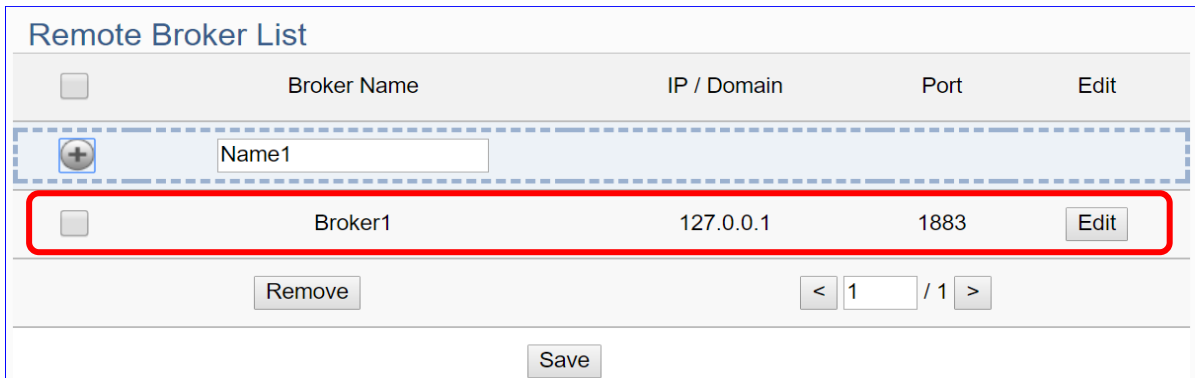 Remote Broker List
Broker Name IP / Domain Port Edit
+ Name1
Broker1 127.0.0.1 1883 Edit
Remove < 1 / 1 >
Save